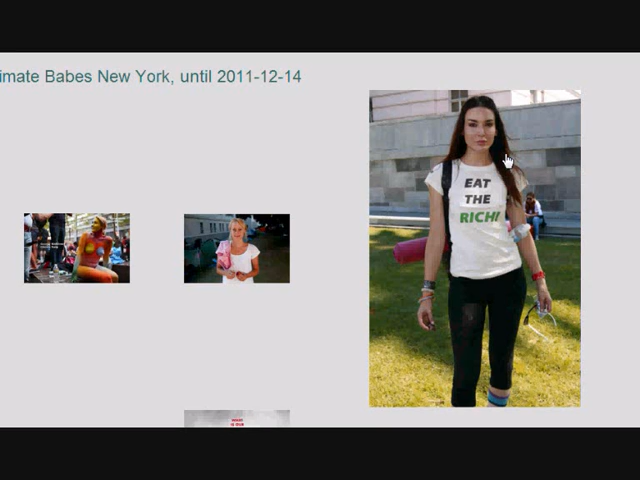 imate Babes New York, until 2011-12-14
EAT
THE
RICH!